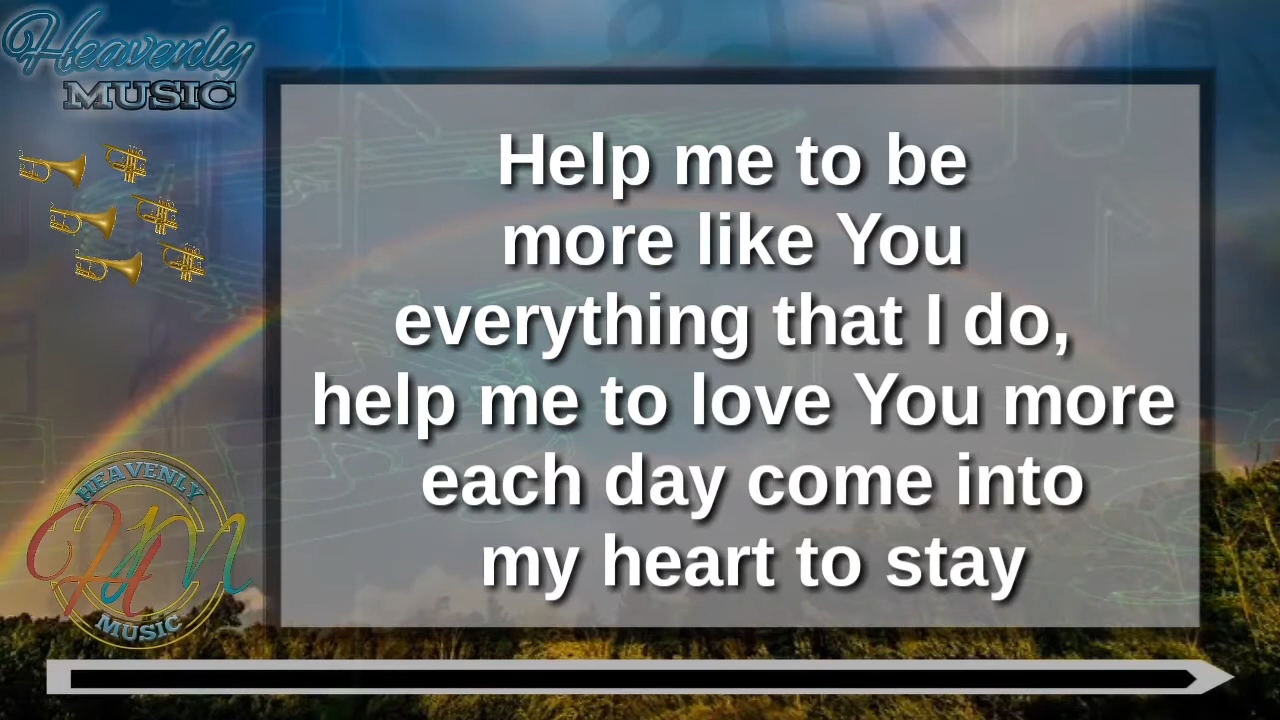 Heavenly
MUSIC
Help me to be
more like You
everything that I do,
help me to love You more
each day come into
my heart to stay
HEAVENLY
HM
MUSIC